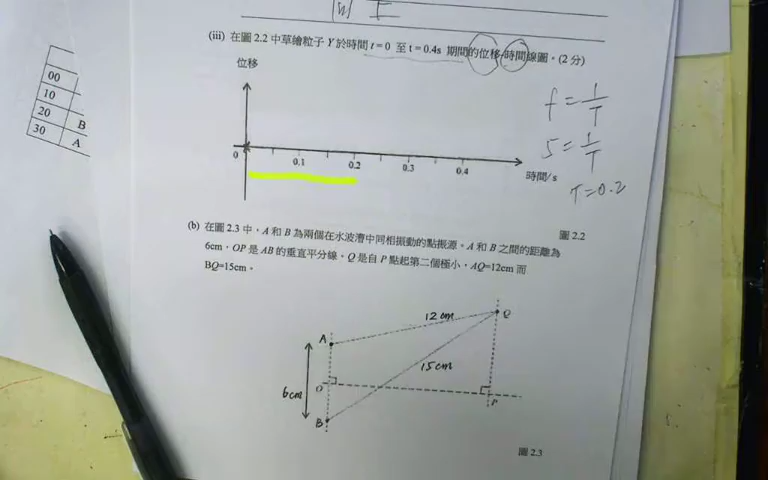 (iii) 在圖 2.2 中草繪粒子 Y 於時間 t = 0 至 t = 0.4s 期間的位移-時間線圖。(2 分)
位移
0
0.1
0.2
0.3
0.4
時間/s
圖 2.2
f = 1/T
5 = 1/T
T = 0.2
00
10
20 B
30 A
(b) 在圖 2.3 中，A 和 B 為兩個在水波漕中同相振動的點振源。A 和 B 之間的距離為
6cm，OP 是 AB 的垂直平分線。Q 是自 P 點起第二個極小，AQ=12cm 而
BQ=15cm。
12 cm
Q
A
15cm
O
6cm
P
B
圖 2.3